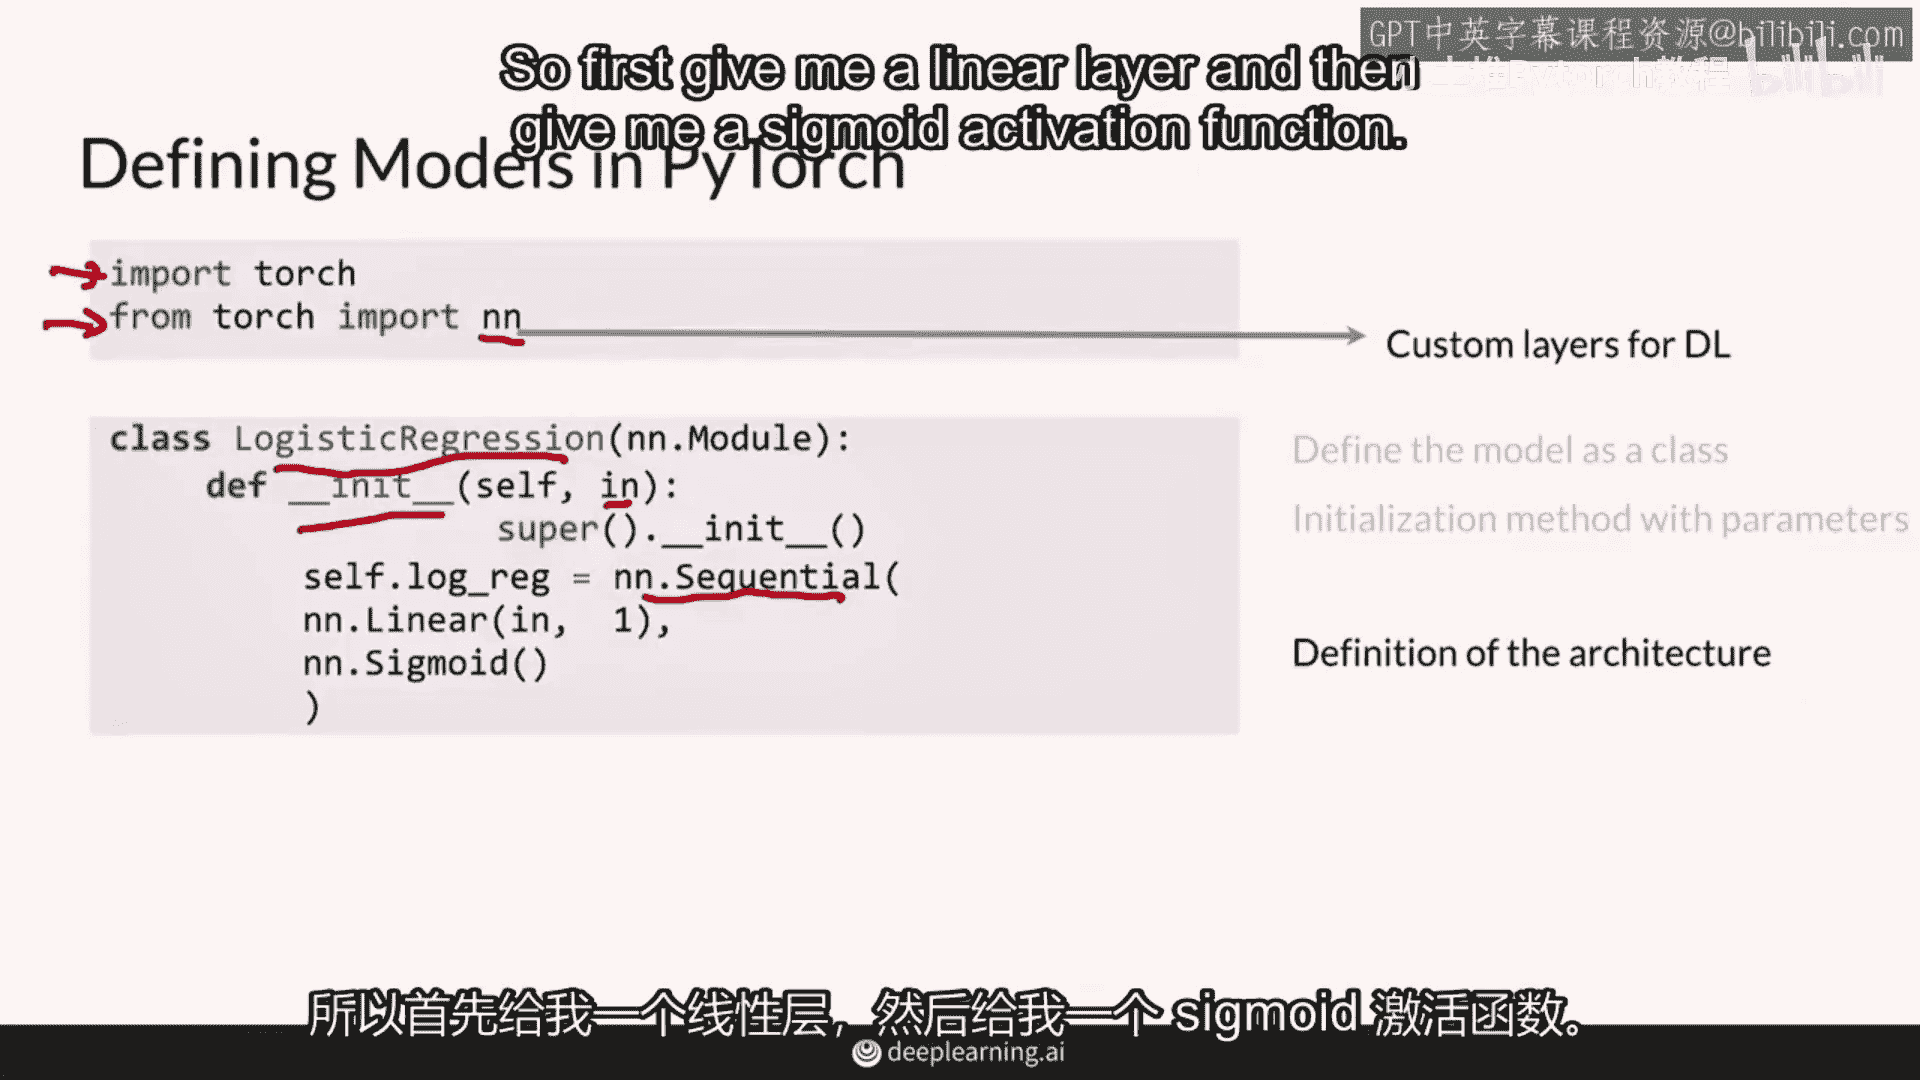 GPT中英字幕课程资源@bilibili.com
So first give me a linear layer and then
give me a sigmoid activation function.
Defining Models in PyTorch
import torch
from torch import nn
Custom layers for DL
class LogisticRegression(nn.Module):
def __init__(self, in):
super().__init__()
self.log_reg = nn.Sequential(
nn.Linear(in, 1),
nn.Sigmoid()
)
Define the model as a class
Initialization method with parameters
Definition of the architecture
所以首先给我一个线性层，然后给我一个 sigmoid 激活函数。
deeplearning.ai